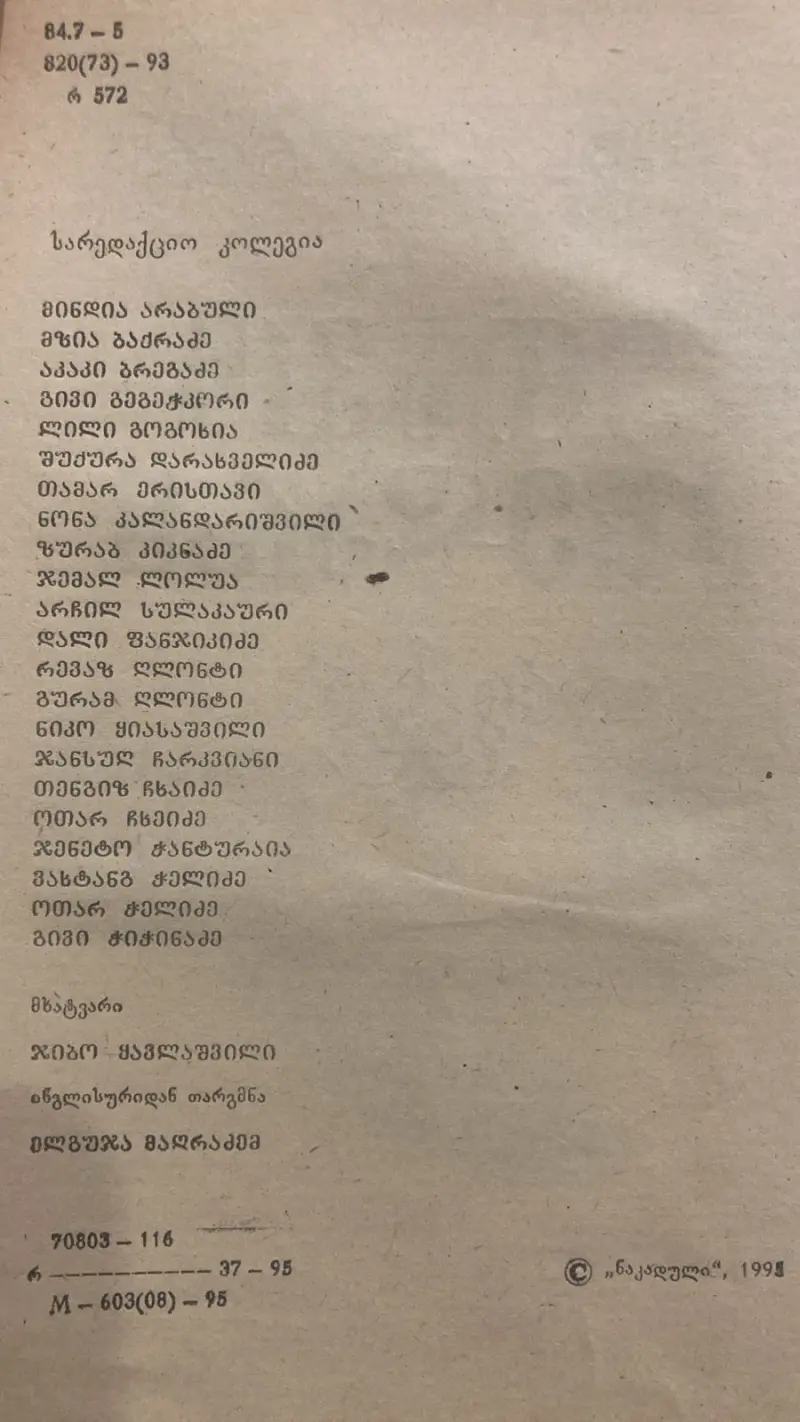 84.7 – 5
820(73) – 93
რ 572
სარედაქციო კოლეგია
მინდია არაბული
მზია ბაქრაძე
აკაკი ბრეგაძე
გივი გეგეჭკორი
ლილი გოგოხია
შუქურა დარახველიძე
თამარ ერისთავი
ნონა კალანდარიშვილი
ზურაბ კიკნაძე
ჯემალ ლოლუა
არჩილ სულაკაური
დალი ფანჯიკიძე
რევაზ ღლონტი
გურამ ღლონტი
ნიკო ყიასაშვილი
ჯანსუღ ჩარკვიანი
თენგიზ ჩხაიძე
ოთარ ჩხეიძე
ჯენეტო ჭანტურაია
ვახტანგ ჭელიძე
ოთარ ჭელიძე
გივი ჭიჭინაძე
მხატვარი
ჯიბო ყავლაშვილი
ინგლისურიდან თარგმნა
ელგუჯა მაღრაძემ
70803 – 116
რ —————————— 37 – 95
M – 603(08) – 95
© „ნაკადული“, 1995